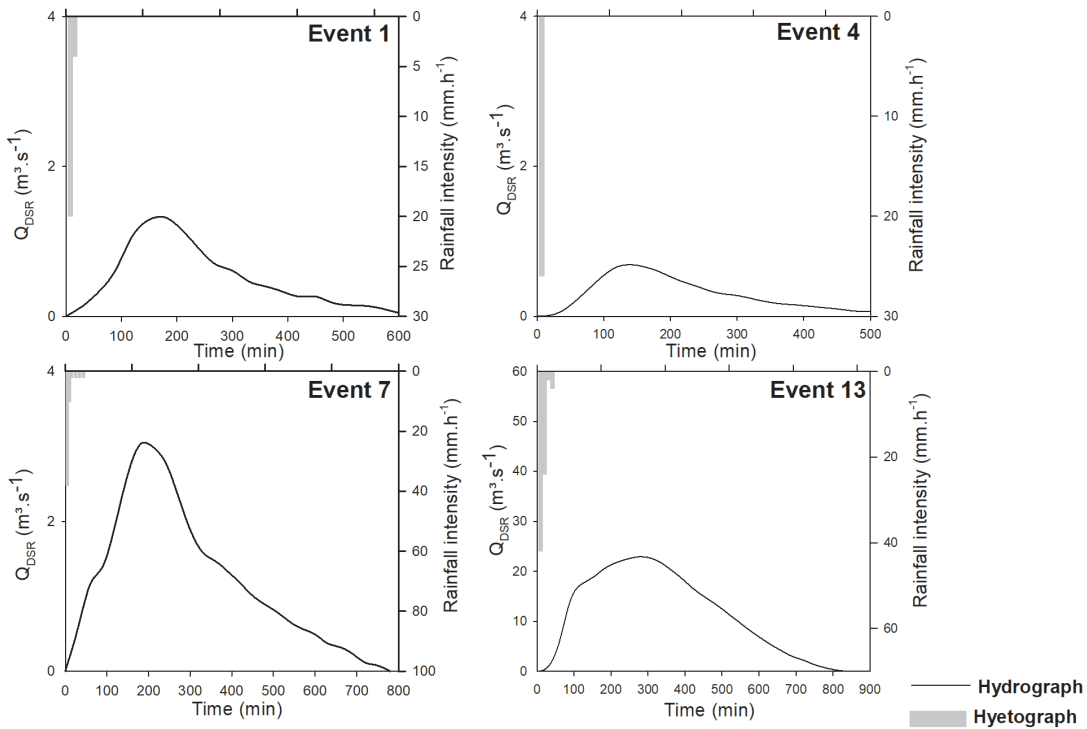 Event 1
4
2
0
Q_DSR (m³.s⁻¹)
0
5
10
15
20
25
30
Rainfall intensity (mm.h⁻¹)
0 100 200 300 400 500 600
Time (min)
Event 4
4
2
0
Q_DSR (m³.s⁻¹)
0
10
20
30
Rainfall intensity (mm.h⁻¹)
0 100 200 300 400 500
Time (min)
Event 7
4
2
0
Q_DSR (m³.s⁻¹)
0
20
40
60
80
100
Rainfall intensity (mm.h⁻¹)
0 100 200 300 400 500 600 700 800
Time (min)
Event 13
60
50
40
30
20
10
0
Q_DSR (m³.s⁻¹)
0
20
40
60
Rainfall intensity (mm.h⁻¹)
0 100 200 300 400 500 600 700 800 900
Time (min)
Hydrograph
Hyetograph